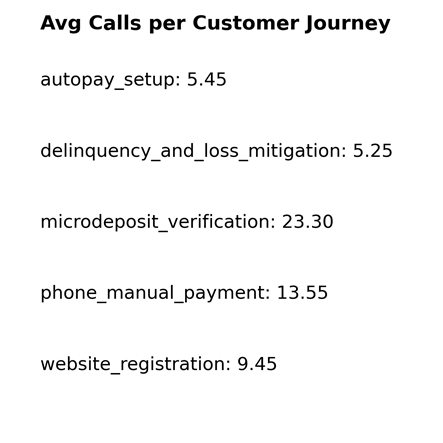 Avg Calls per Customer Journey
autopay_setup: 5.45
delinquency_and_loss_mitigation: 5.25
microdeposit_verification: 23.30
phone_manual_payment: 13.55
website_registration: 9.45